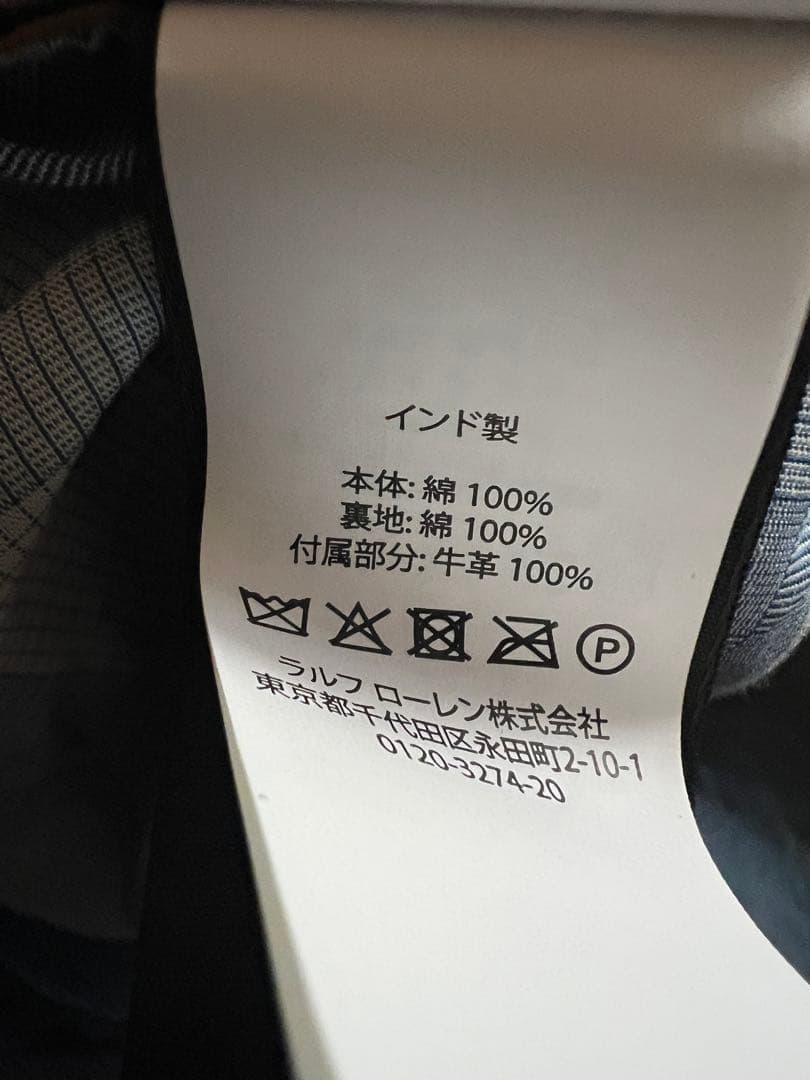 インド製
本体: 綿 100%
裏地: 綿 100%
付属部分: 牛革 100%
P
ラルフ ローレン株式会社
東京都千代田区永田町2-10-1
0120-3274-20